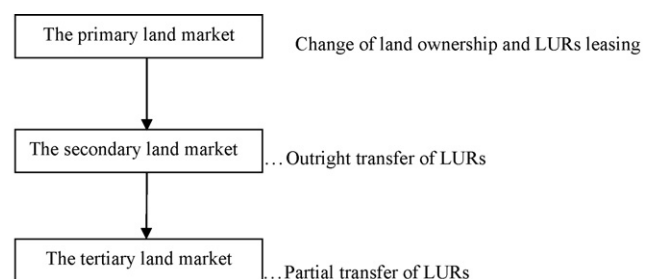 The primary land market
Change of land ownership and LURs leasing
The secondary land market
…Outright transfer of LURs
The tertiary land market
…Partial transfer of LURs